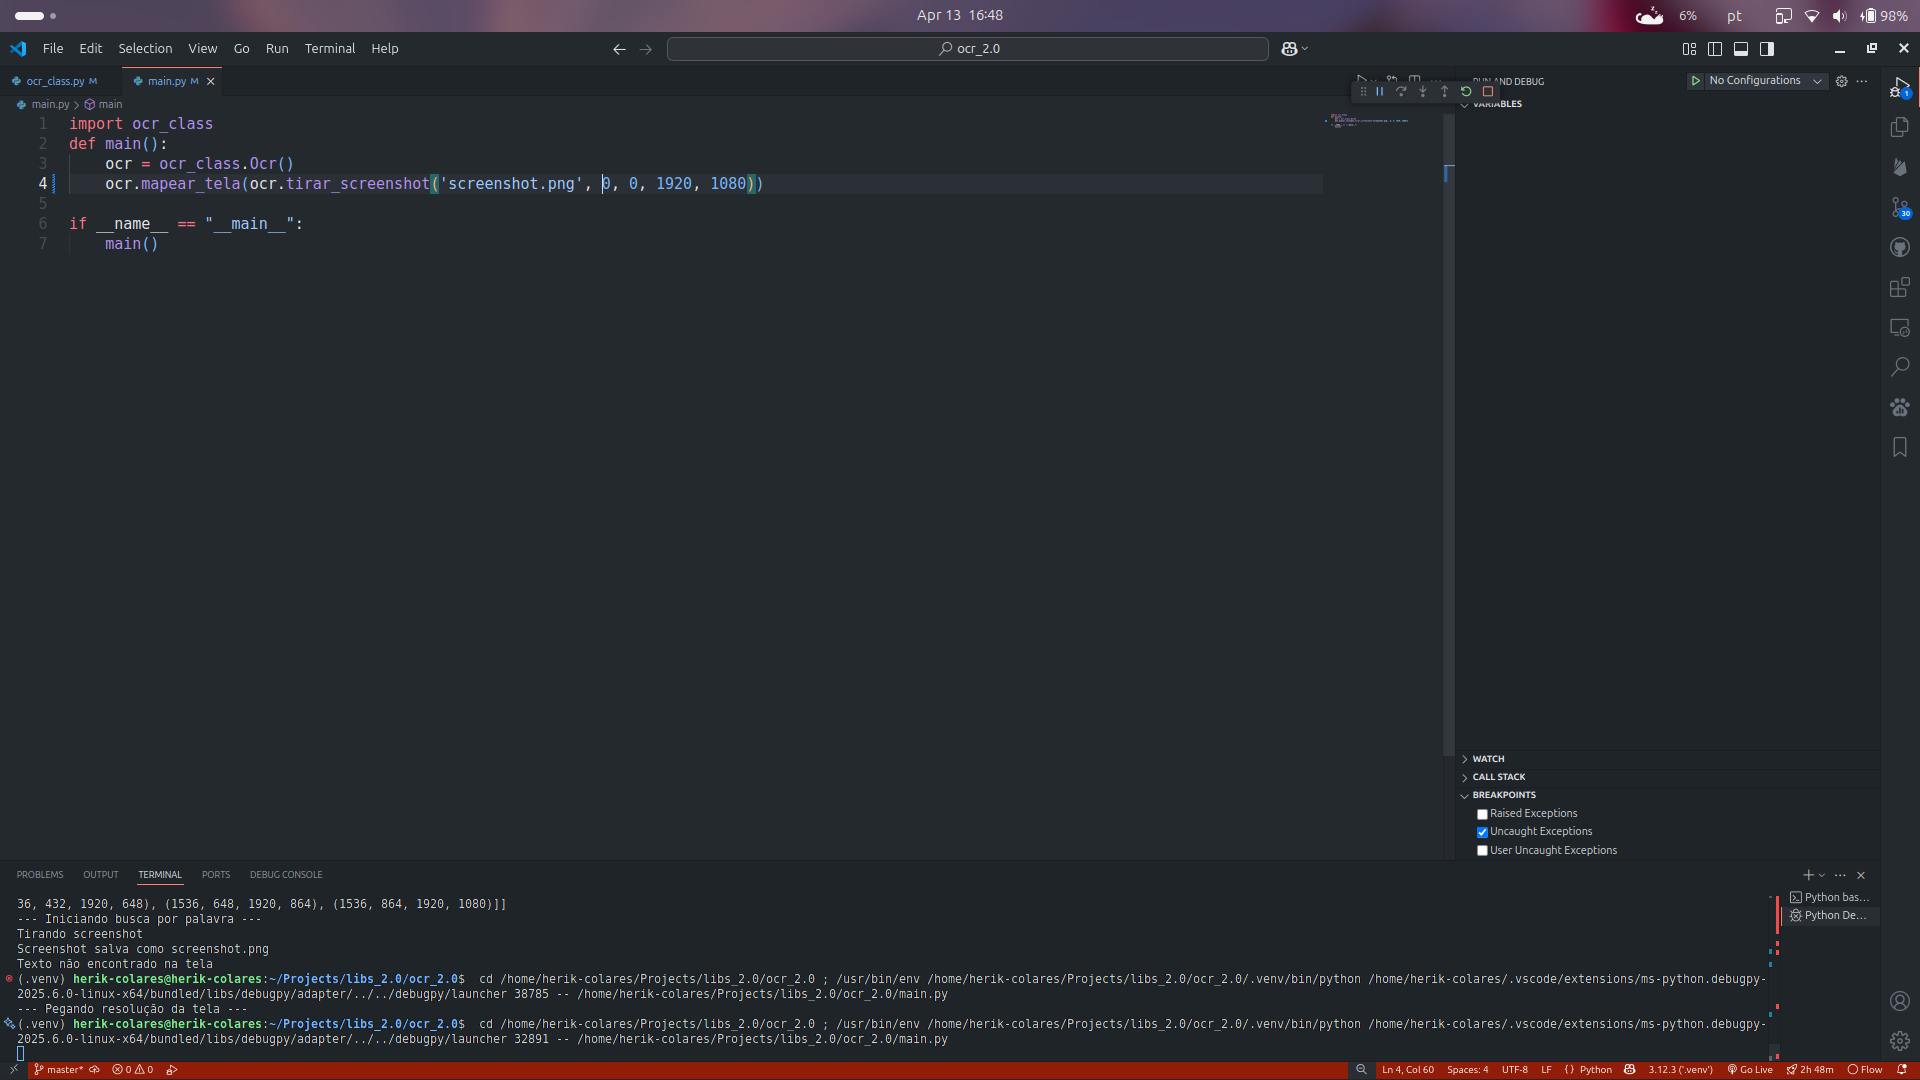 Apr 13 16:48
6%
pt
98%
File Edit Selection View Go Run Terminal Help
ocr_2.0
ocr_class.py M
main.py M
RUN AND DEBUG
No Configurations
main.py > main
VARIABLES
1 import ocr_class
2 def main():
3 ocr = ocr_class.Ocr()
4 ocr.mapear_tela(ocr.tirar_screenshot('screenshot.png', 0, 0, 1920, 1080))
5
6 if __name__ == "__main__":
7 main()
1
30
WATCH
CALL STACK
BREAKPOINTS
Raised Exceptions
Uncaught Exceptions
User Uncaught Exceptions
PROBLEMS OUTPUT TERMINAL PORTS DEBUG CONSOLE
Python bas...
Python De...
36, 432, 1920, 648), (1536, 648, 1920, 864), (1536, 864, 1920, 1080)]]
--- Iniciando busca por palavra ---
Tirando screenshot
Screenshot salva como screenshot.png
Texto não encontrado na tela
(.venv) herik-colares@herik-colares:~/Projects/libs_2.0/ocr_2.0$ cd /home/herik-colares/Projects/libs_2.0/ocr_2.0 ; /usr/bin/env /home/herik-colares/Projects/libs_2.0/ocr_2.0/.venv/bin/python /home/herik-colares/.vscode/extensions/ms-python.debugpy-
2025.6.0-linux-x64/bundled/libs/debugpy/adapter/../../debugpy/launcher 38785 -- /home/herik-colares/Projects/libs_2.0/ocr_2.0/main.py
--- Pegando resolução da tela ---
(.venv) herik-colares@herik-colares:~/Projects/libs_2.0/ocr_2.0$ cd /home/herik-colares/Projects/libs_2.0/ocr_2.0 ; /usr/bin/env /home/herik-colares/Projects/libs_2.0/ocr_2.0/.venv/bin/python /home/herik-colares/.vscode/extensions/ms-python.debugpy-
2025.6.0-linux-x64/bundled/libs/debugpy/adapter/../../debugpy/launcher 32891 -- /home/herik-colares/Projects/libs_2.0/ocr_2.0/main.py
master* 0 0
Ln 4, Col 60 Spaces: 4 UTF-8 LF { } Python 3.12.3 ('.venv') Go Live 2h 48m Flow